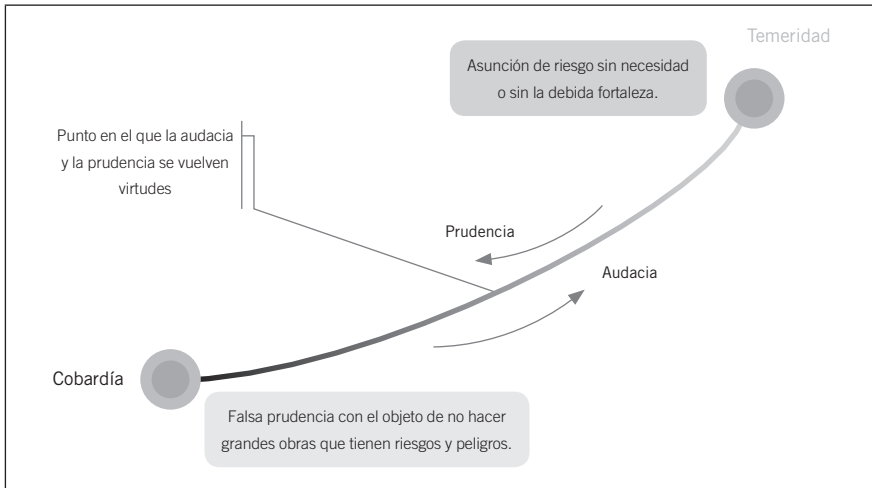 Temeridad
Asunción de riesgo sin necesidad
o sin la debida fortaleza.
Punto en el que la audacia
y la prudencia se vuelven
virtudes
Prudencia
Audacia
Cobardía
Falsa prudencia con el objeto de no hacer
grandes obras que tienen riesgos y peligros.